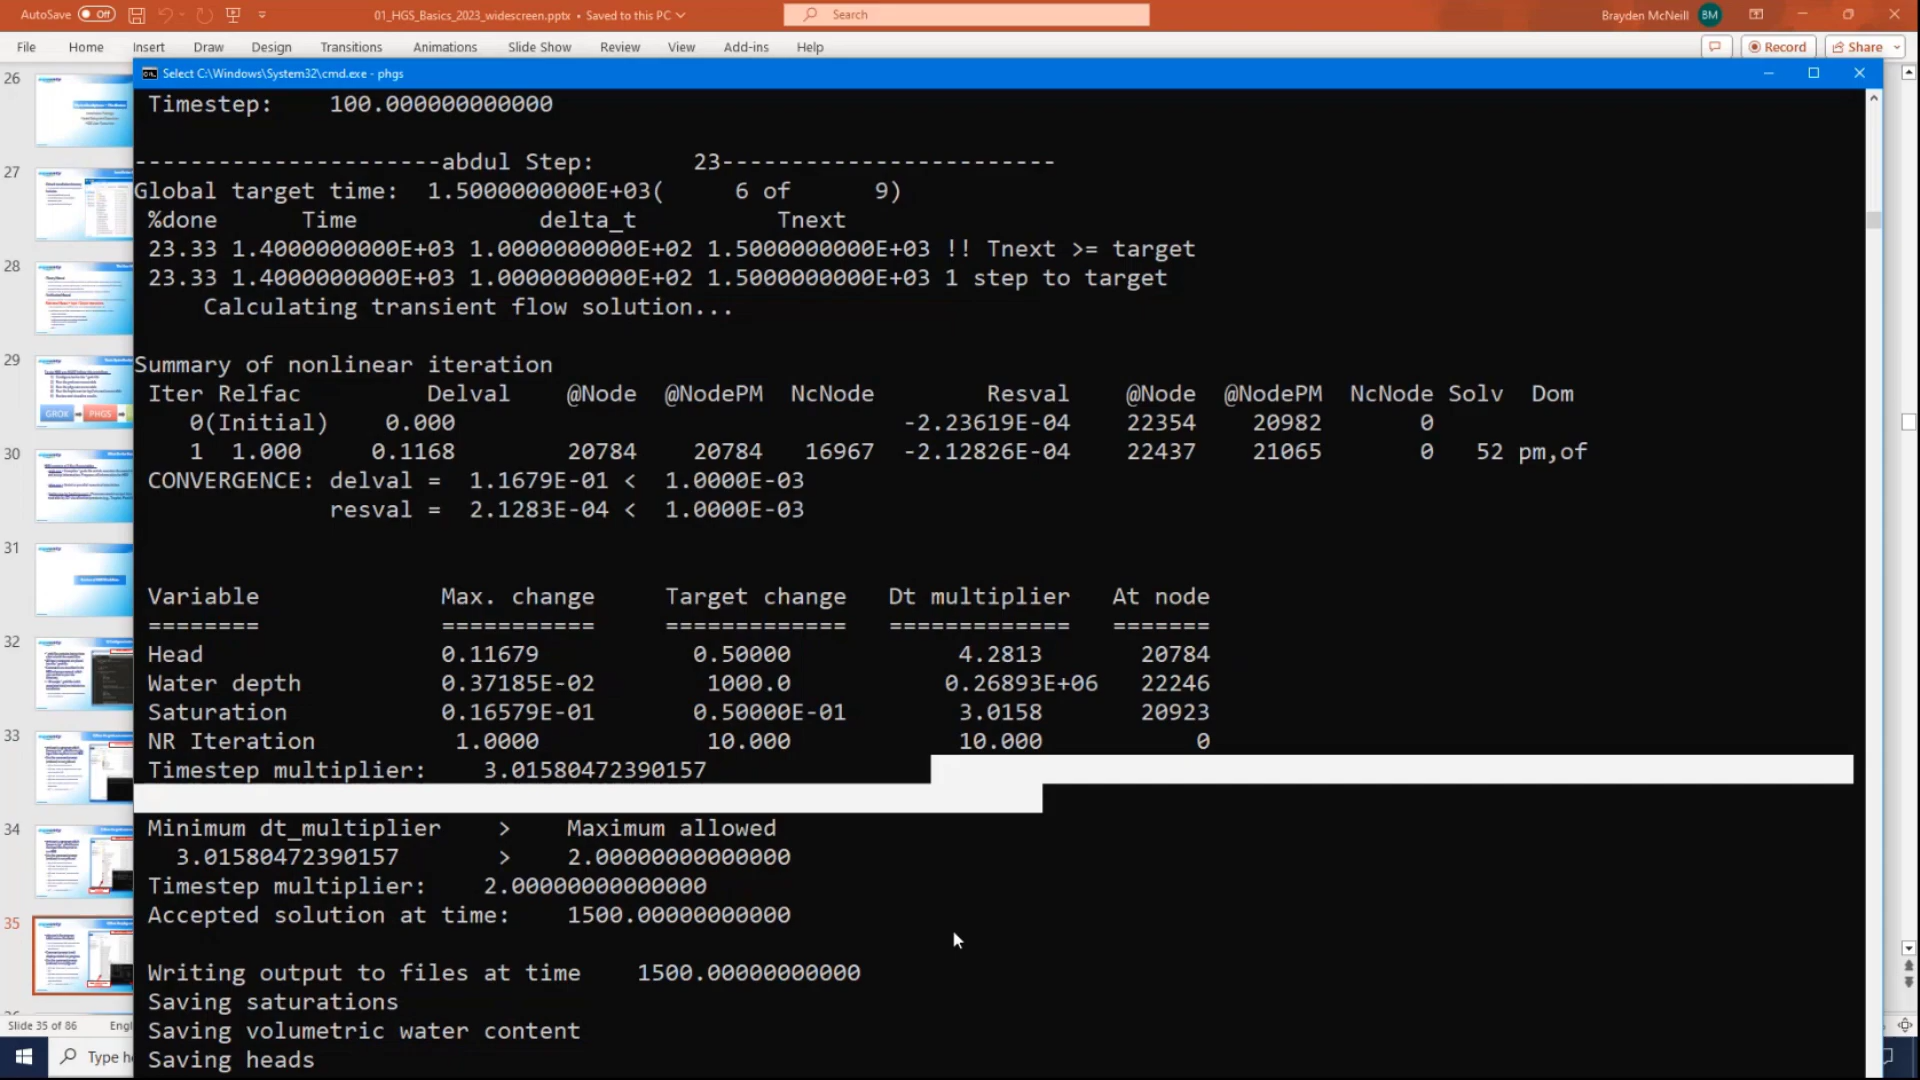 AutoSave Off 01_HGS_Basics_2023_widescreen.pptx • Saved to this PC Search Brayden McNeill BM
File Home Insert Draw Design Transitions Animations Slide Show Review View Add-ins Help Record Share
Select C:\Windows\System32\cmd.exe - phgs
Timestep: 100.000000000000
----------------------abdul Step: 23------------------------
Global target time: 1.5000000000E+03( 6 of 9)
%done Time delta_t Tnext
23.33 1.4000000000E+03 1.0000000000E+02 1.5000000000E+03 !! Tnext >= target
23.33 1.4000000000E+03 1.0000000000E+02 1.5000000000E+03 1 step to target
Calculating transient flow solution...
Summary of nonlinear iteration
Iter Relfac Delval @Node @NodePM NcNode Resval @Node @NodePM NcNode Solv Dom
0(Initial) 0.000 -2.23619E-04 22354 20982 0
1 1.000 0.1168 20784 20784 16967 -2.12826E-04 22437 21065 0 52 pm,of
CONVERGENCE: delval = 1.1679E-01 < 1.0000E-03
resval = 2.1283E-04 < 1.0000E-03
Variable Max. change Target change Dt multiplier At node
======== =========== ============= ============= =======
Head 0.11679 0.50000 4.2813 20784
Water depth 0.37185E-02 1000.0 0.26893E+06 22246
Saturation 0.16579E-01 0.50000E-01 3.0158 20923
NR Iteration 1.0000 10.000 10.000 0
Timestep multiplier: 3.01580472390157
Minimum dt_multiplier > Maximum allowed
3.01580472390157 > 2.00000000000000
Timestep multiplier: 2.00000000000000
Accepted solution at time: 1500.00000000000
Writing output to files at time 1500.00000000000
Saving saturations
Saving volumetric water content
Saving heads
26
27
28
29
GROK PHGS
30
31
32
33
34
35
Slide 35 of 86 Engl
Type he